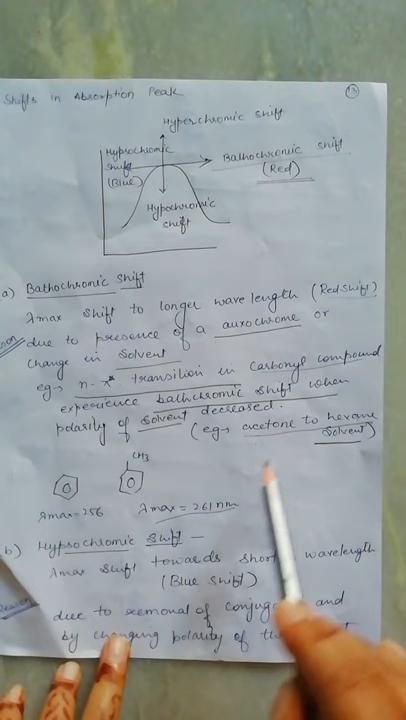 Shifts in Absorption Peak
13
Hyperchromic shift
Hypsochromic
shift
(Blue)
Bathochromic shift
(Red)
Hypochromic
shift
a) Bathochromic shift
λmax shift to longer wave length (Red shift)
due to presence of a auxochrome or
change in solvent
eg→ n-π* transition in Carbonyl compound
experience bathchromic shift when
polarity of solvent decreased.
(eg→ acetone to hexane
solvent)
CH3
λmax = 256
λmax = 261 nm
b) Hypsochromic shift —
λmax shift towards short wavelength
(Blue Shift)
due to removal of and
by changing polarity of